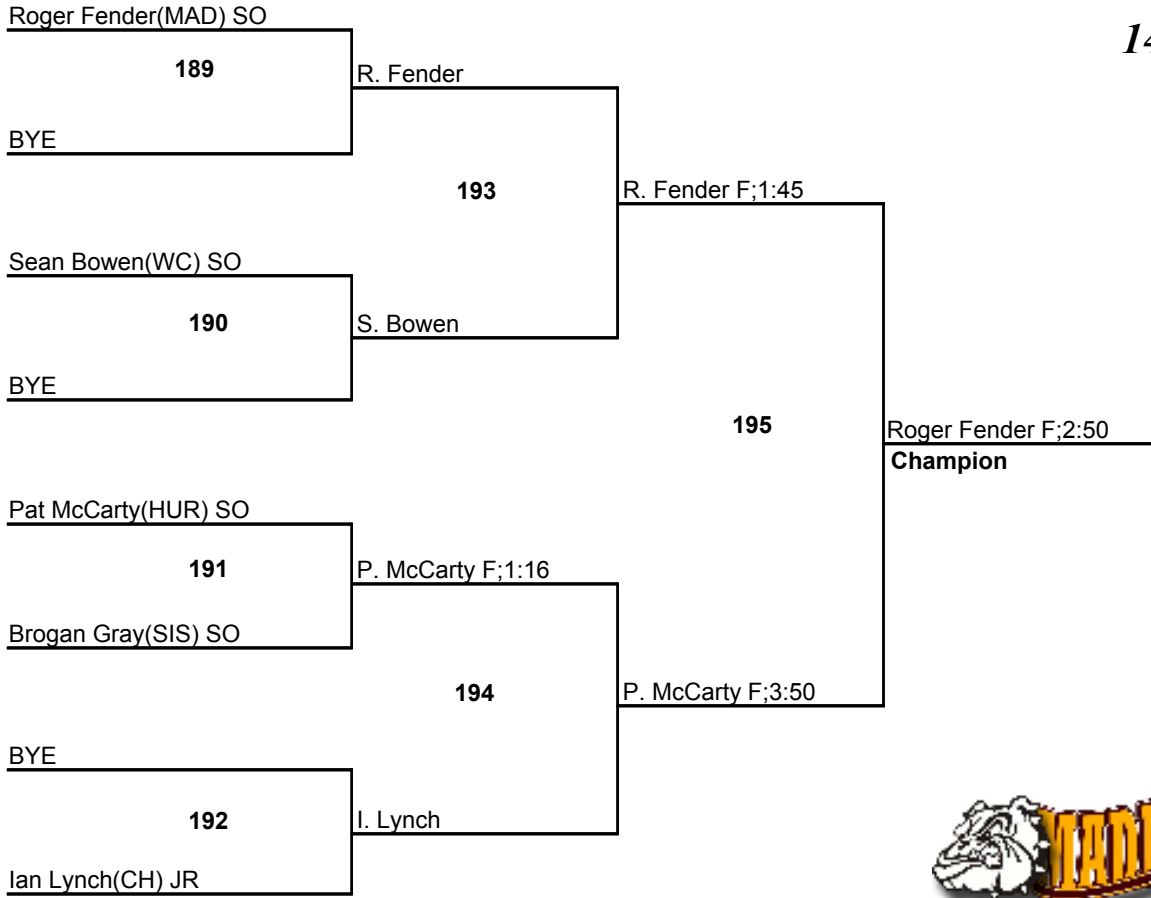 Roger Fender(MAD) SO
14
189
R. Fender
BYE
193
R. Fender F;1:45
Sean Bowen(WC) SO
190
S. Bowen
BYE
195
Roger Fender F;2:50
Champion
Pat McCarty(HUR) SO
191
P. McCarty F;1:16
Brogan Gray(SIS) SO
194
P. McCarty F;3:50
BYE
192
I. Lynch
Ian Lynch(CH) JR